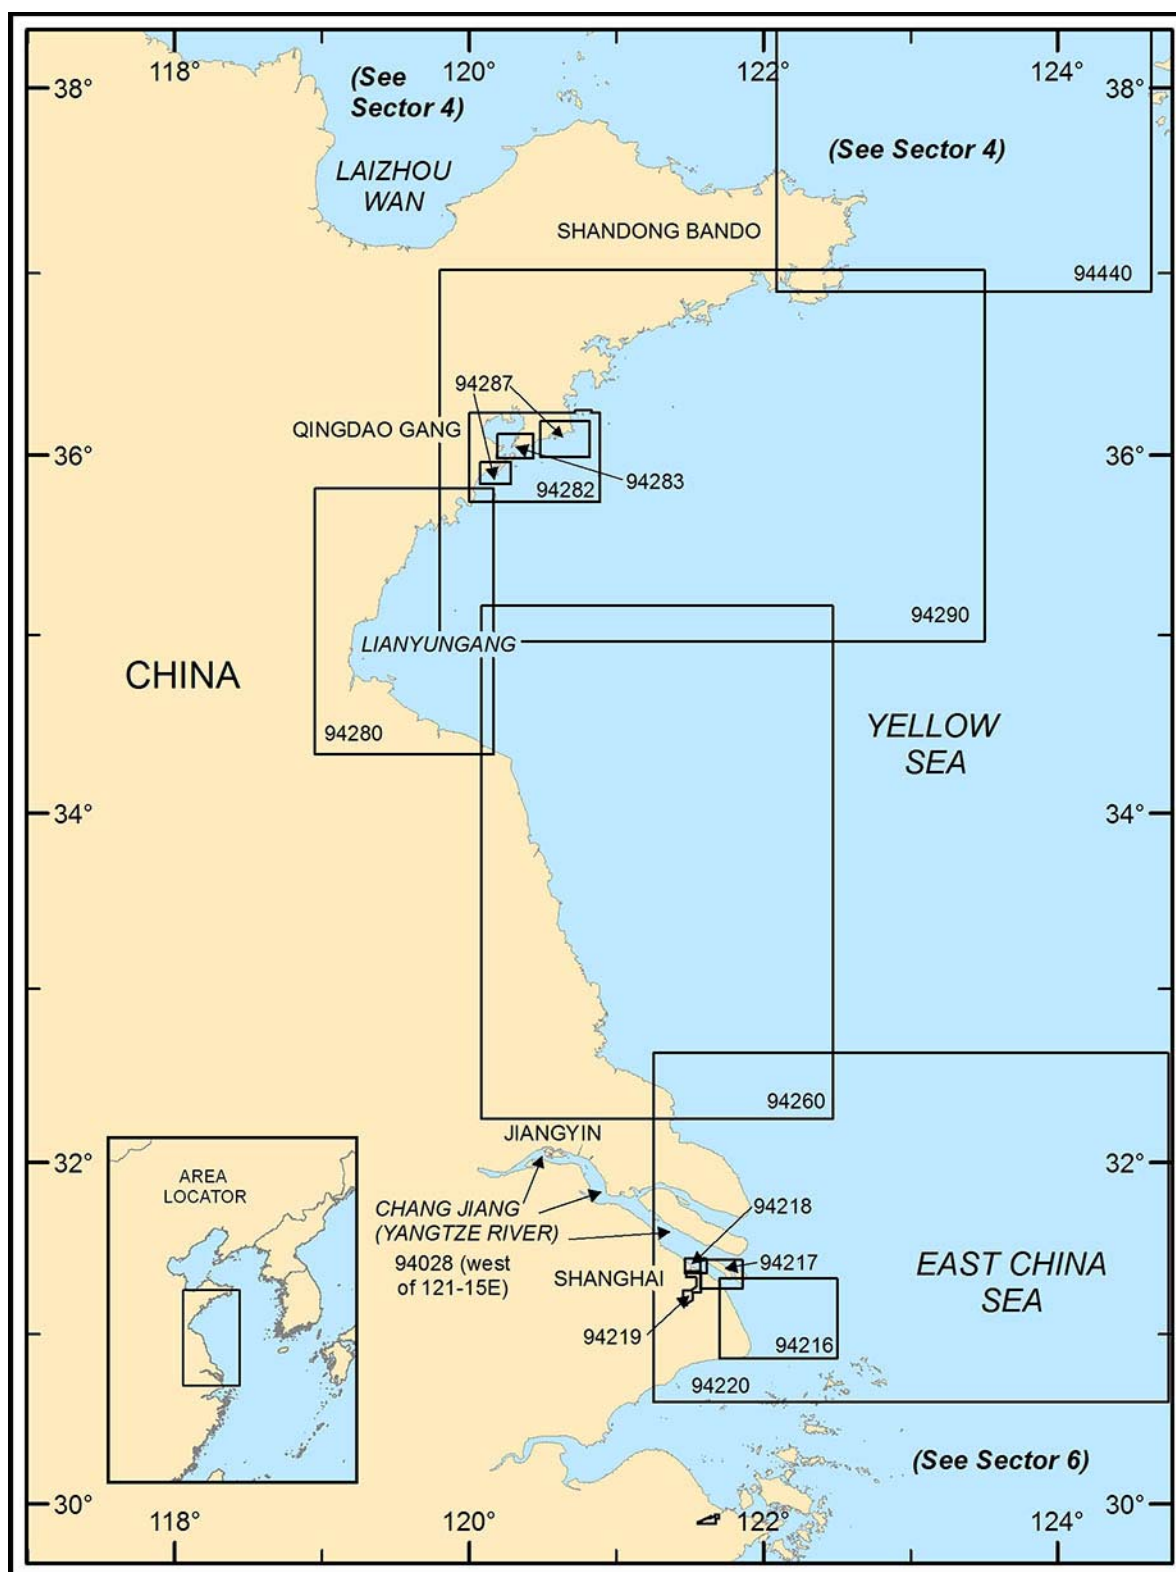 118°
120°
122°
124°
38°
(See
Sector 4)
38°
(See Sector 4)
LAIZHOU
WAN
SHANDONG BANDO
94440
94287
QINGDAO GANG
36°
36°
94283
94282
94290
LIANYUNGANG
CHINA
94280
YELLOW
SEA
34°
34°
94260
JIANGYIN
32°
32°
AREA
LOCATOR
CHANG JIANG
(YANGTZE RIVER)
94028 (west
of 121-15E)
94218
94217
SHANGHAI
EAST CHINA
SEA
94219
94216
94220
(See Sector 6)
30°
30°
118°
120°
122°
124°